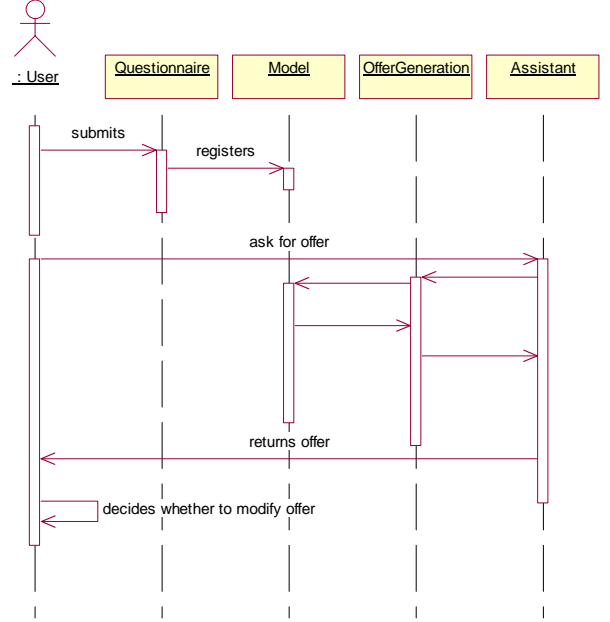 : User
Questionnaire
Model
OfferGeneration
Assistant
submits
registers
ask for offer
returns offer
decides whether to modify offer